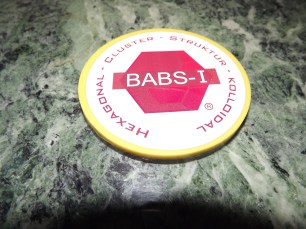 HEXAGONAL - CLUSTER - STRUKTUR - KOLLOIDAL
BABS-I
®